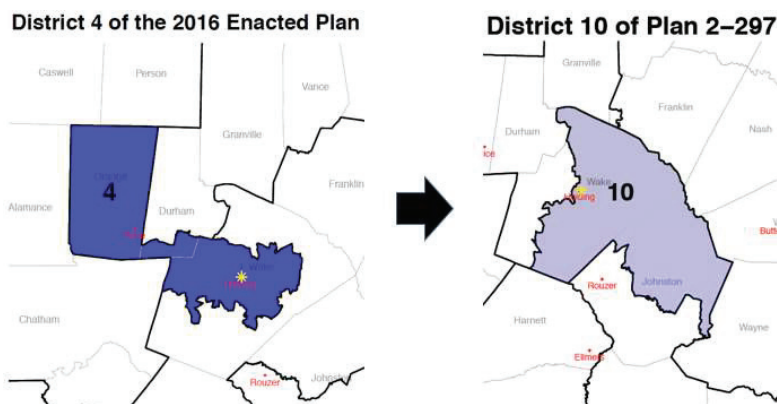 District 4 of the 2016 Enacted Plan
District 10 of Plan 2–297
Caswell
Person
Vance
Granville
Franklin
4
Alamance
Durham
Chatham
Rouzer
Granville
Franklin
Durham
Nash
Wake
10
Johnston
Rouzer
Harnett
Wayne
Ellmers